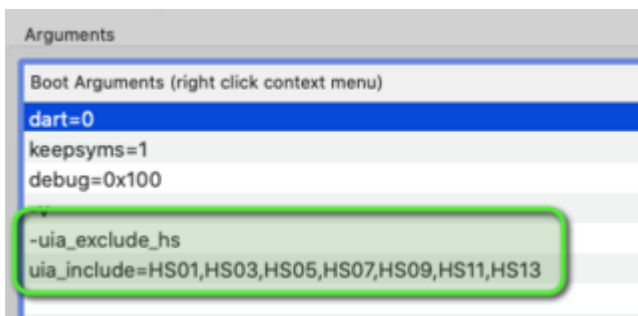 Arguments
Boot Arguments (right click context menu)
dart=0
keepsyms=1
debug=0x100
-v
-uia_exclude_hs
uia_include=HS01,HS03,HS05,HS07,HS09,HS11,HS13